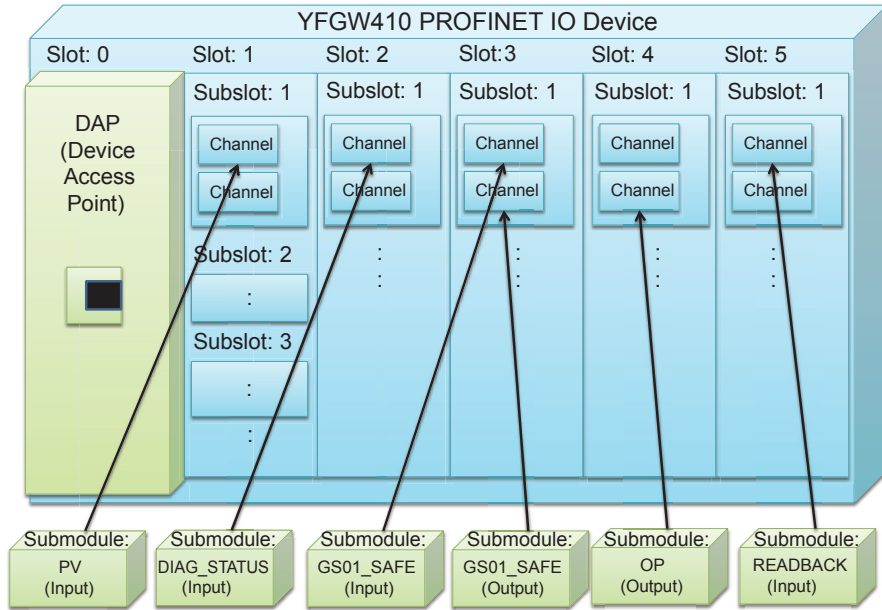 YFGW410 PROFINET IO Device
Slot: 0 Slot: 1 Slot: 2 Slot:3 Slot: 4 Slot: 5
DAP
(Device
Access
Point)
Subslot: 1 Subslot: 1 Subslot: 1 Subslot: 1 Subslot: 1
Channel Channel Channel Channel Channel
Channel Channel Channel Channel Channel
Subslot: 2
:
Subslot: 3
:
:
Submodule: Submodule: Submodule: Submodule: Submodule: Submodule:
PV DIAG_STATUS GS01_SAFE GS01_SAFE OP READBACK
(Input) (Input) (Input) (Output) (Output) (Input)